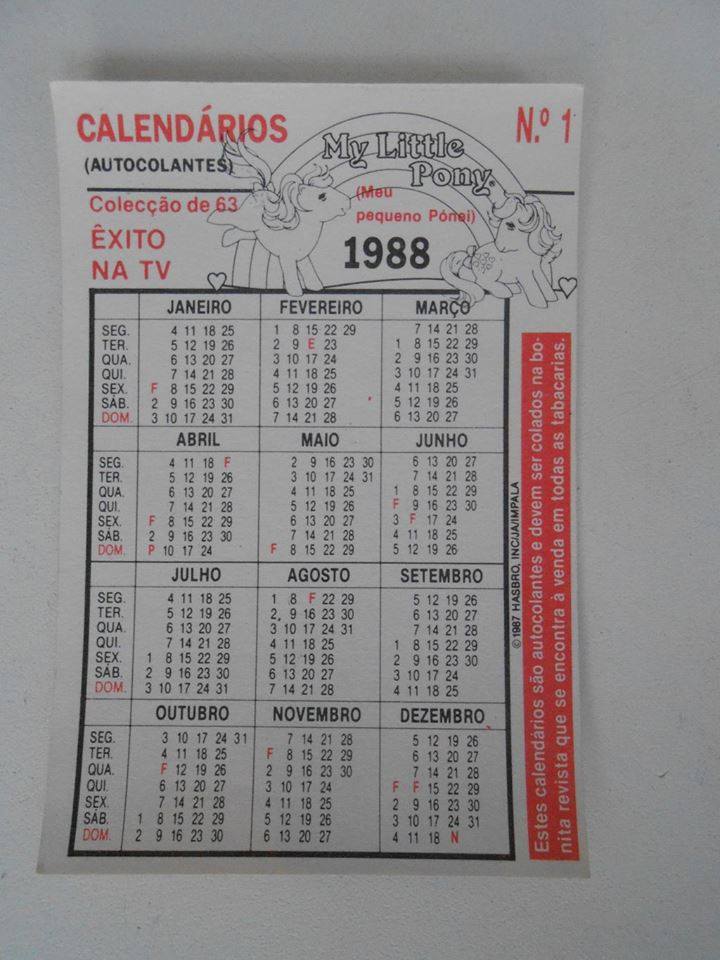 CALENDÁRIOS
N.º 1
(AUTOCOLANTES)
My Little
Pony
Colecção de 63
(Meu
pequeno Pónei)
ÊXITO
NA TV
1988
JANEIRO FEVEREIRO MARÇO
SEG. 4 11 18 25 1 8 15 22 29 7 14 21 28
TER. 5 12 19 26 2 9 E 23 1 8 15 22 29
QUA. 6 13 20 27 3 10 17 24 2 9 16 23 30
QUI. 7 14 21 28 4 11 18 25 3 10 17 24 31
SEX. F 8 15 22 29 5 12 19 26 4 11 18 25
SÁB. 2 9 16 23 30 6 13 20 27 5 12 19 26
DOM. 3 10 17 24 31 7 14 21 28 6 13 20 27
ABRIL MAIO JUNHO
SEG. 4 11 18 F 2 9 16 23 30 6 13 20 27
TER. 5 12 19 26 3 10 17 24 31 7 14 21 28
QUA. 6 13 20 27 4 11 18 25 1 8 15 22 29
QUI. 7 14 21 28 5 12 19 26 F 9 16 23 30
SEX. F 8 15 22 29 6 13 20 27 3 F 17 24
SÁB. 2 9 16 23 30 7 14 21 28 4 11 18 25
DOM. P 10 17 24 F 8 15 22 29 5 12 19 26
JULHO AGOSTO SETEMBRO
SEG. 4 11 18 25 1 8 F 22 29 5 12 19 26
TER. 5 12 19 26 2 9 16 23 30 6 13 20 27
QUA. 6 13 20 27 3 10 17 24 31 7 14 21 28
QUI. 7 14 21 28 4 11 18 25 1 8 15 22 29
SEX. 1 8 15 22 29 5 12 19 26 2 9 16 23 30
SÁB. 2 9 16 23 30 6 13 20 27 3 10 17 24
DOM. 3 10 17 24 31 7 14 21 28 4 11 18 25
OUTUBRO NOVEMBRO DEZEMBRO
SEG. 3 10 17 24 31 7 14 21 28 5 12 19 26
TER. 4 11 18 25 F 8 15 22 29 6 13 20 27
QUA. F 12 19 26 2 9 16 23 30 7 14 21 28
QUI. 6 13 20 27 3 10 17 24 F F 15 22 29
SEX. 7 14 21 28 4 11 18 25 2 9 16 23 30
SÁB. 1 8 15 22 29 5 12 19 26 3 10 17 24 31
DOM. 2 9 16 23 30 6 13 20 27 4 11 18 N
©1987 HASBRO, INC/JA/IMPALA
Estes calendários são autocolantes e devem ser colados na bo-
nita revista que se encontra à venda em todas as tabacarias.